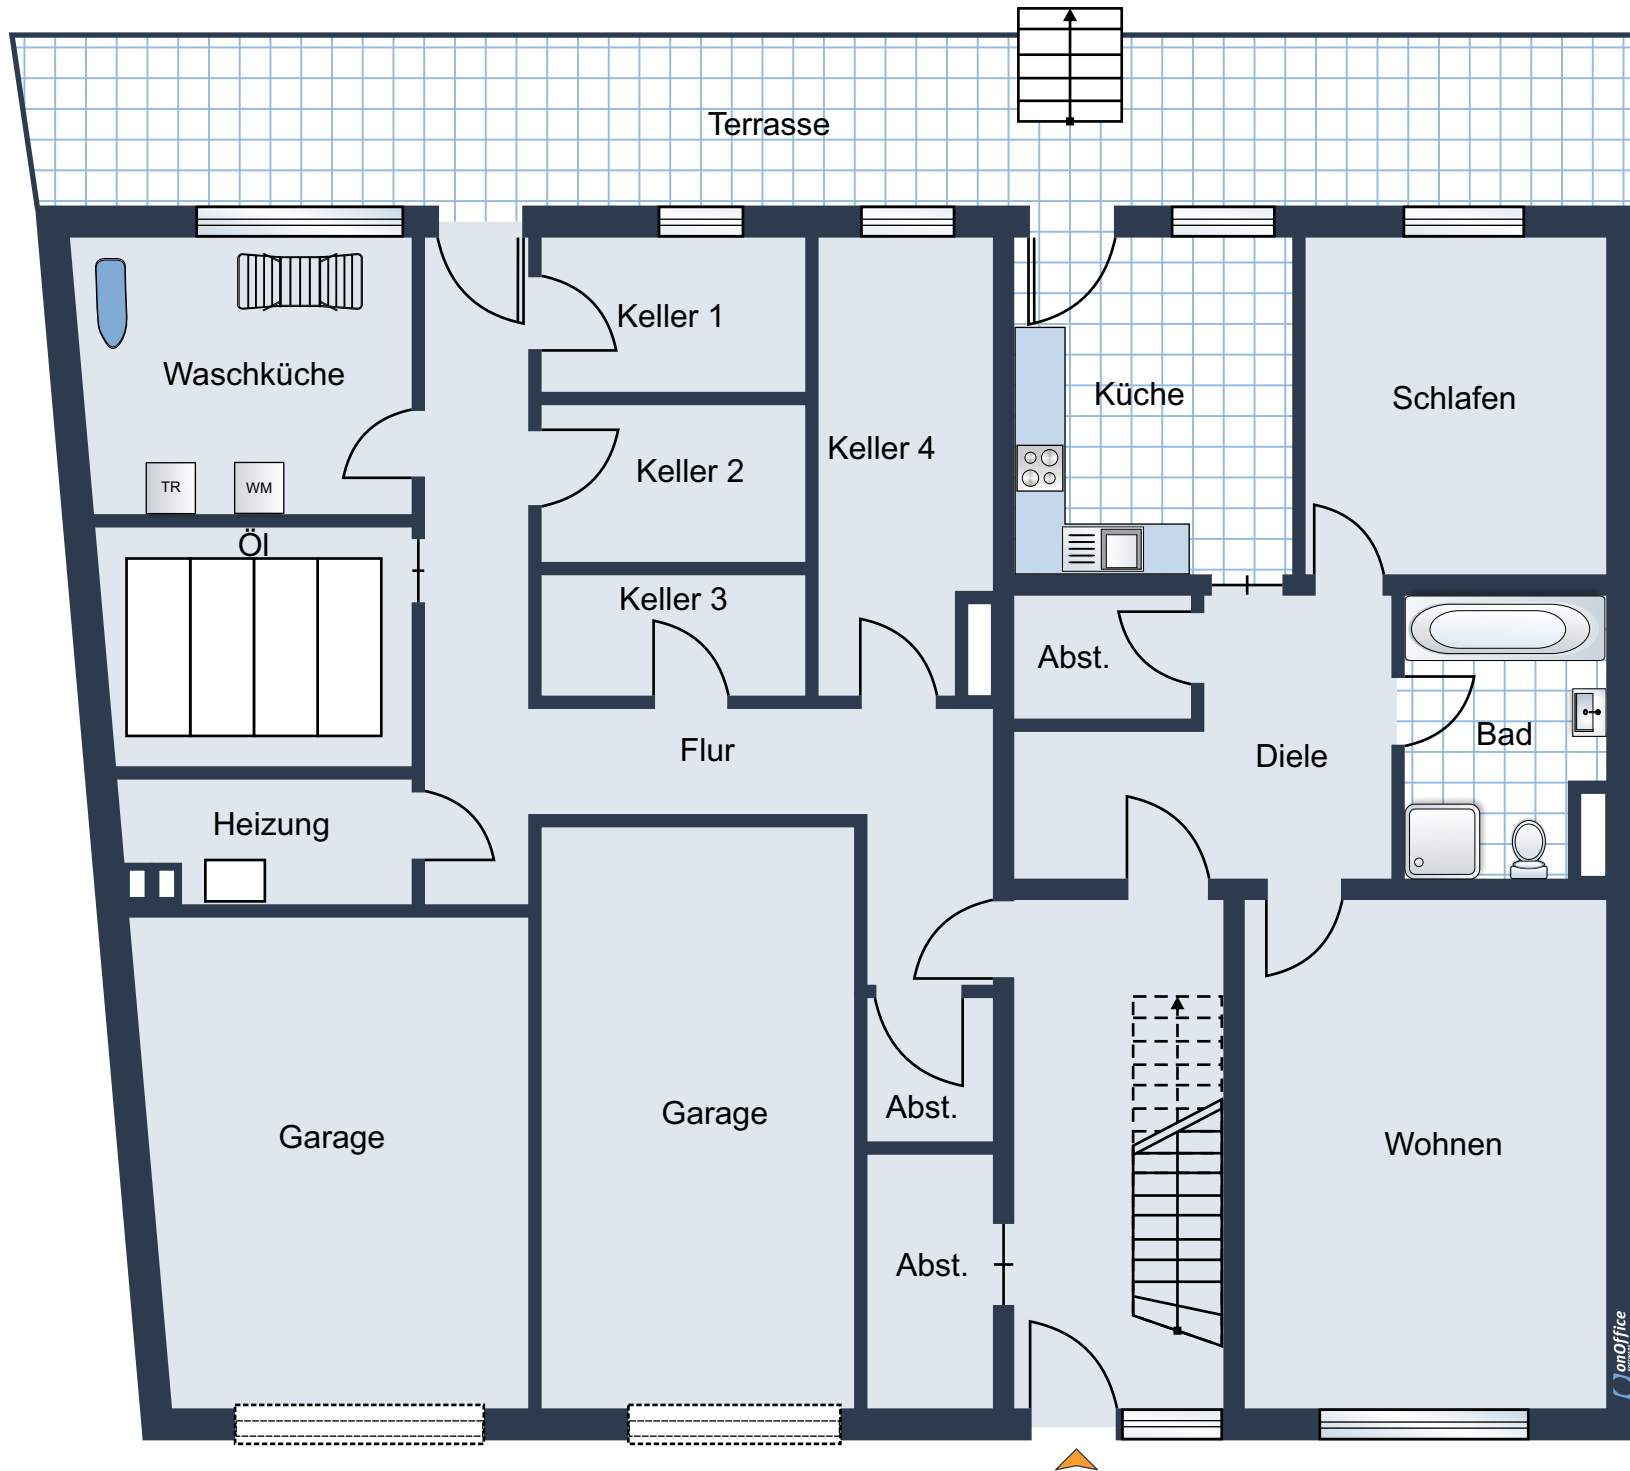 Terrasse
Keller 1
Waschküche
Küche
Schlafen
Keller 4
Keller 2
TR
WM
Öl
Keller 3
Abst.
Flur
Bad
Diele
Heizung
Abst.
Garage
Garage
Wohnen
Abst.
onOffice